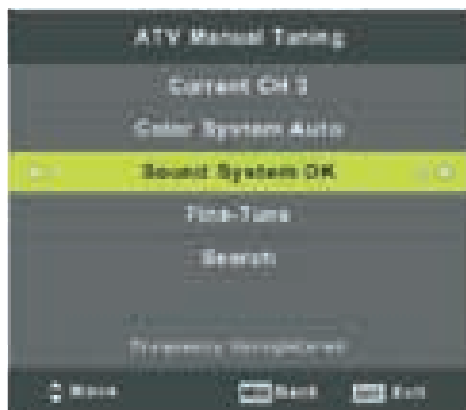 ATV Manual Tuning
Current CH 3
Color System Auto
Sound System DK
Fine-Tune
Search
Move Back Exit